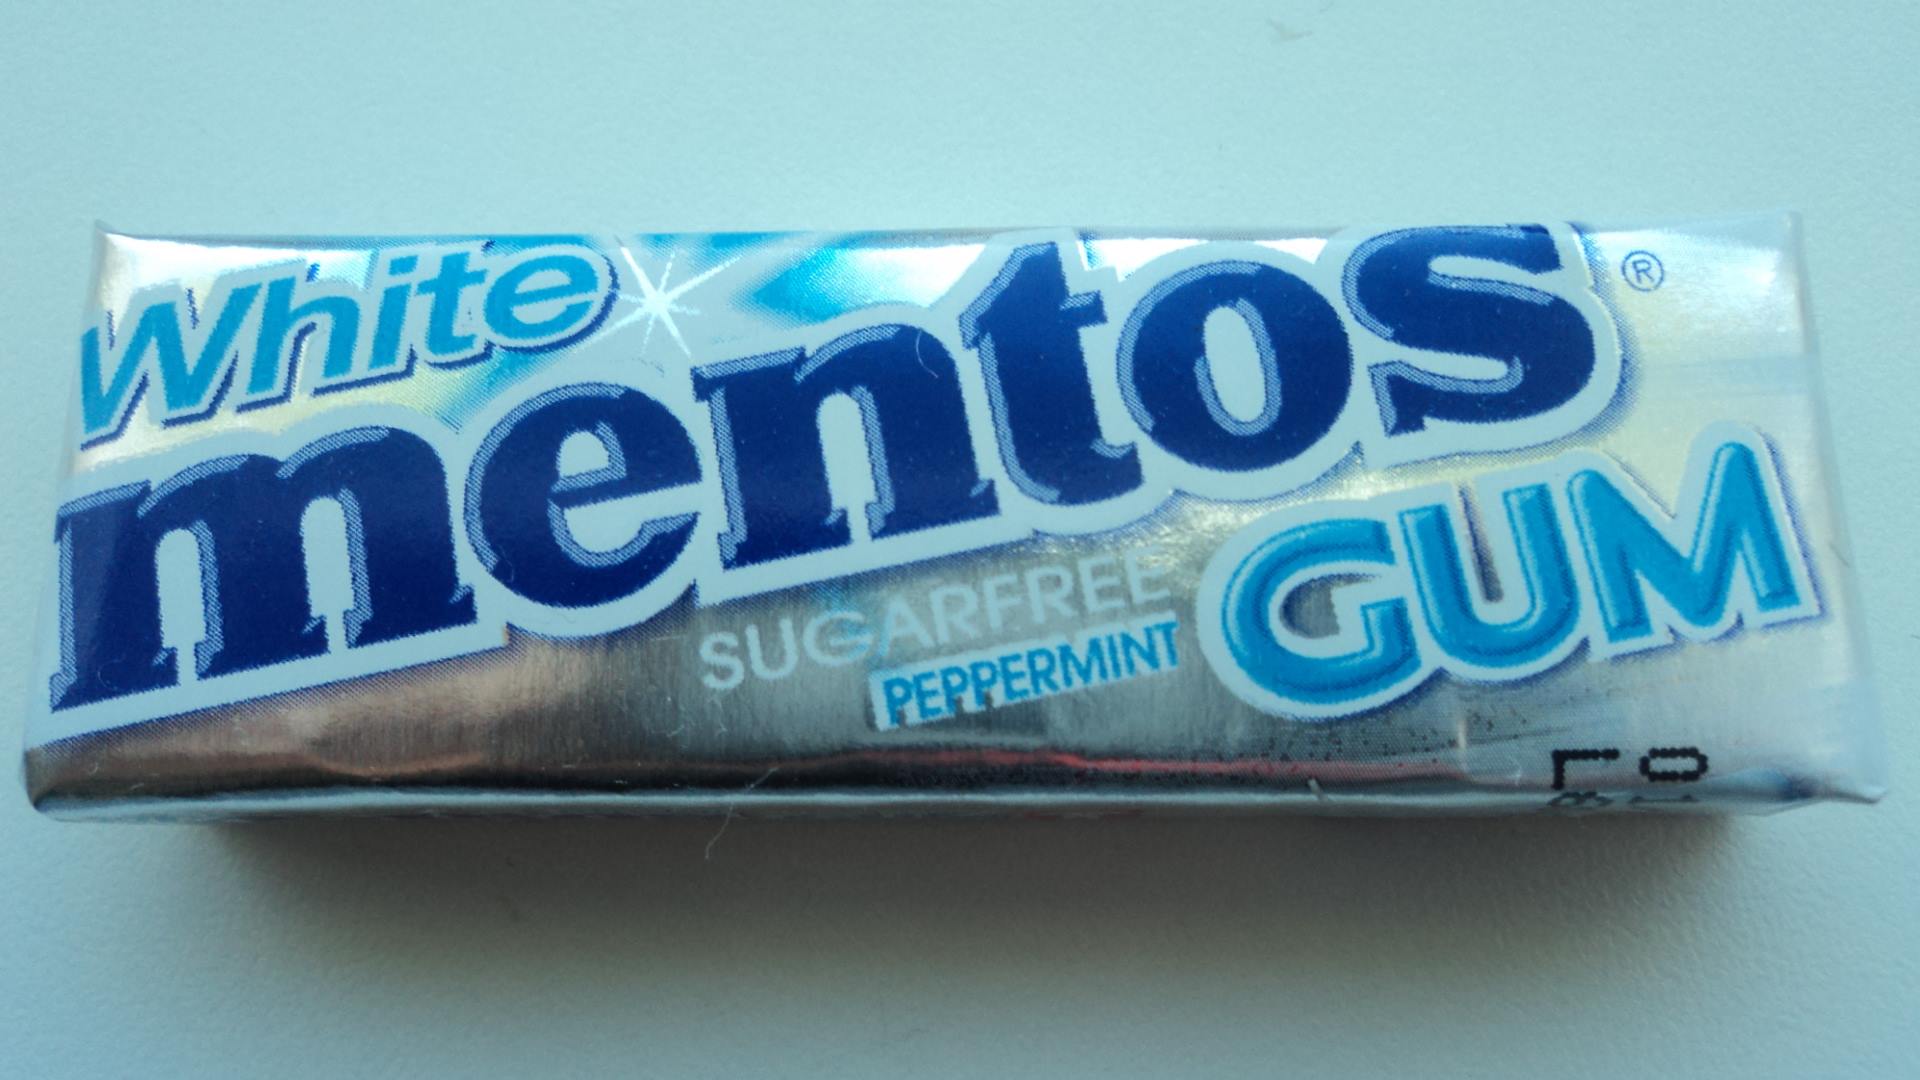 White
mentos ®
SUGARFREE
PEPPERMINT
GUM